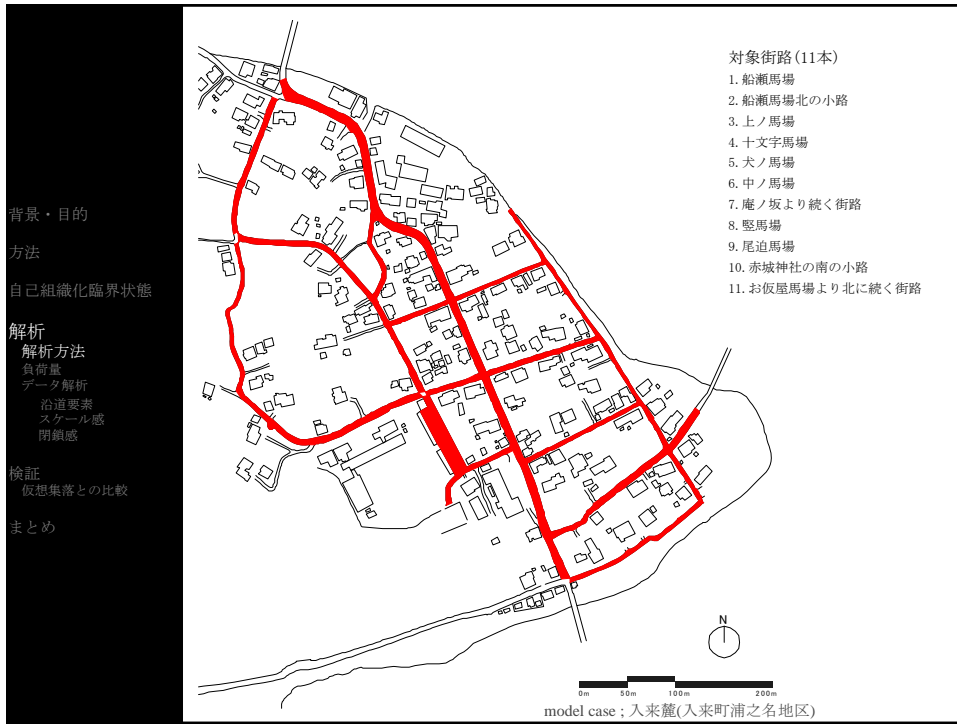 背景・目的
方法
自己組織化臨界状態
解析
解析方法
負荷量
データ解析
沿道要素
スケール感
閉鎖感
検証
仮想集落との比較
まとめ
対象街路(11本)
1. 船瀬馬場
2. 船瀬馬場北の小路
3. 上ノ馬場
4. 十文字馬場
5. 犬ノ馬場
6. 中ノ馬場
7. 庵ノ坂より続く街路
8. 竪馬場
9. 尾迫馬場
10. 赤城神社の南の小路
11. お仮屋馬場より北に続く街路
N
0m 50m 100m 200m
model case ; 入来麓(入来町浦之名地区)